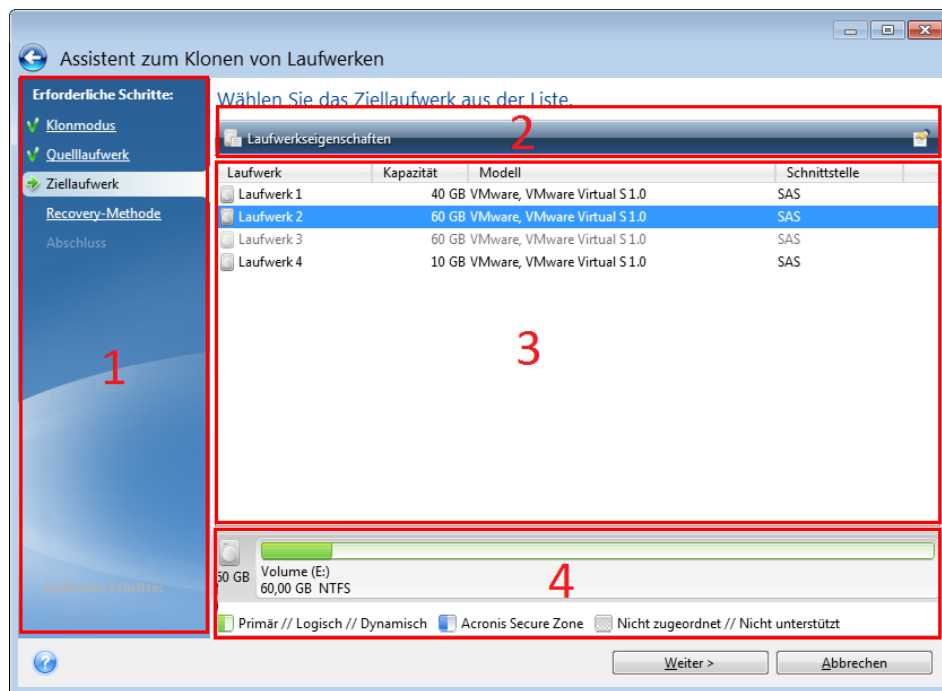 Assistent zum Klonen von Laufwerken
Erforderliche Schritte:
Klonmodus
Quelllaufwerk
Ziellaufwerk
Recovery-Methode
Abschluss
1
Optionale Schritte:
Wählen Sie das Ziellaufwerk aus der Liste.
2
Laufwerkseigenschaften
Laufwerk Kapazität Modell Schnittstelle
Laufwerk 1 40 GB VMware, VMware Virtual S 1.0 SAS
Laufwerk 2 60 GB VMware, VMware Virtual S 1.0 SAS
Laufwerk 3 60 GB VMware, VMware Virtual S 1.0 SAS
Laufwerk 4 10 GB VMware, VMware Virtual S 1.0 SAS
3
60 GB
Volume (E:)
60,00 GB NTFS
4
Primär // Logisch // Dynamisch Acronis Secure Zone Nicht zugeordnet // Nicht unterstützt
Weiter > Abbrechen